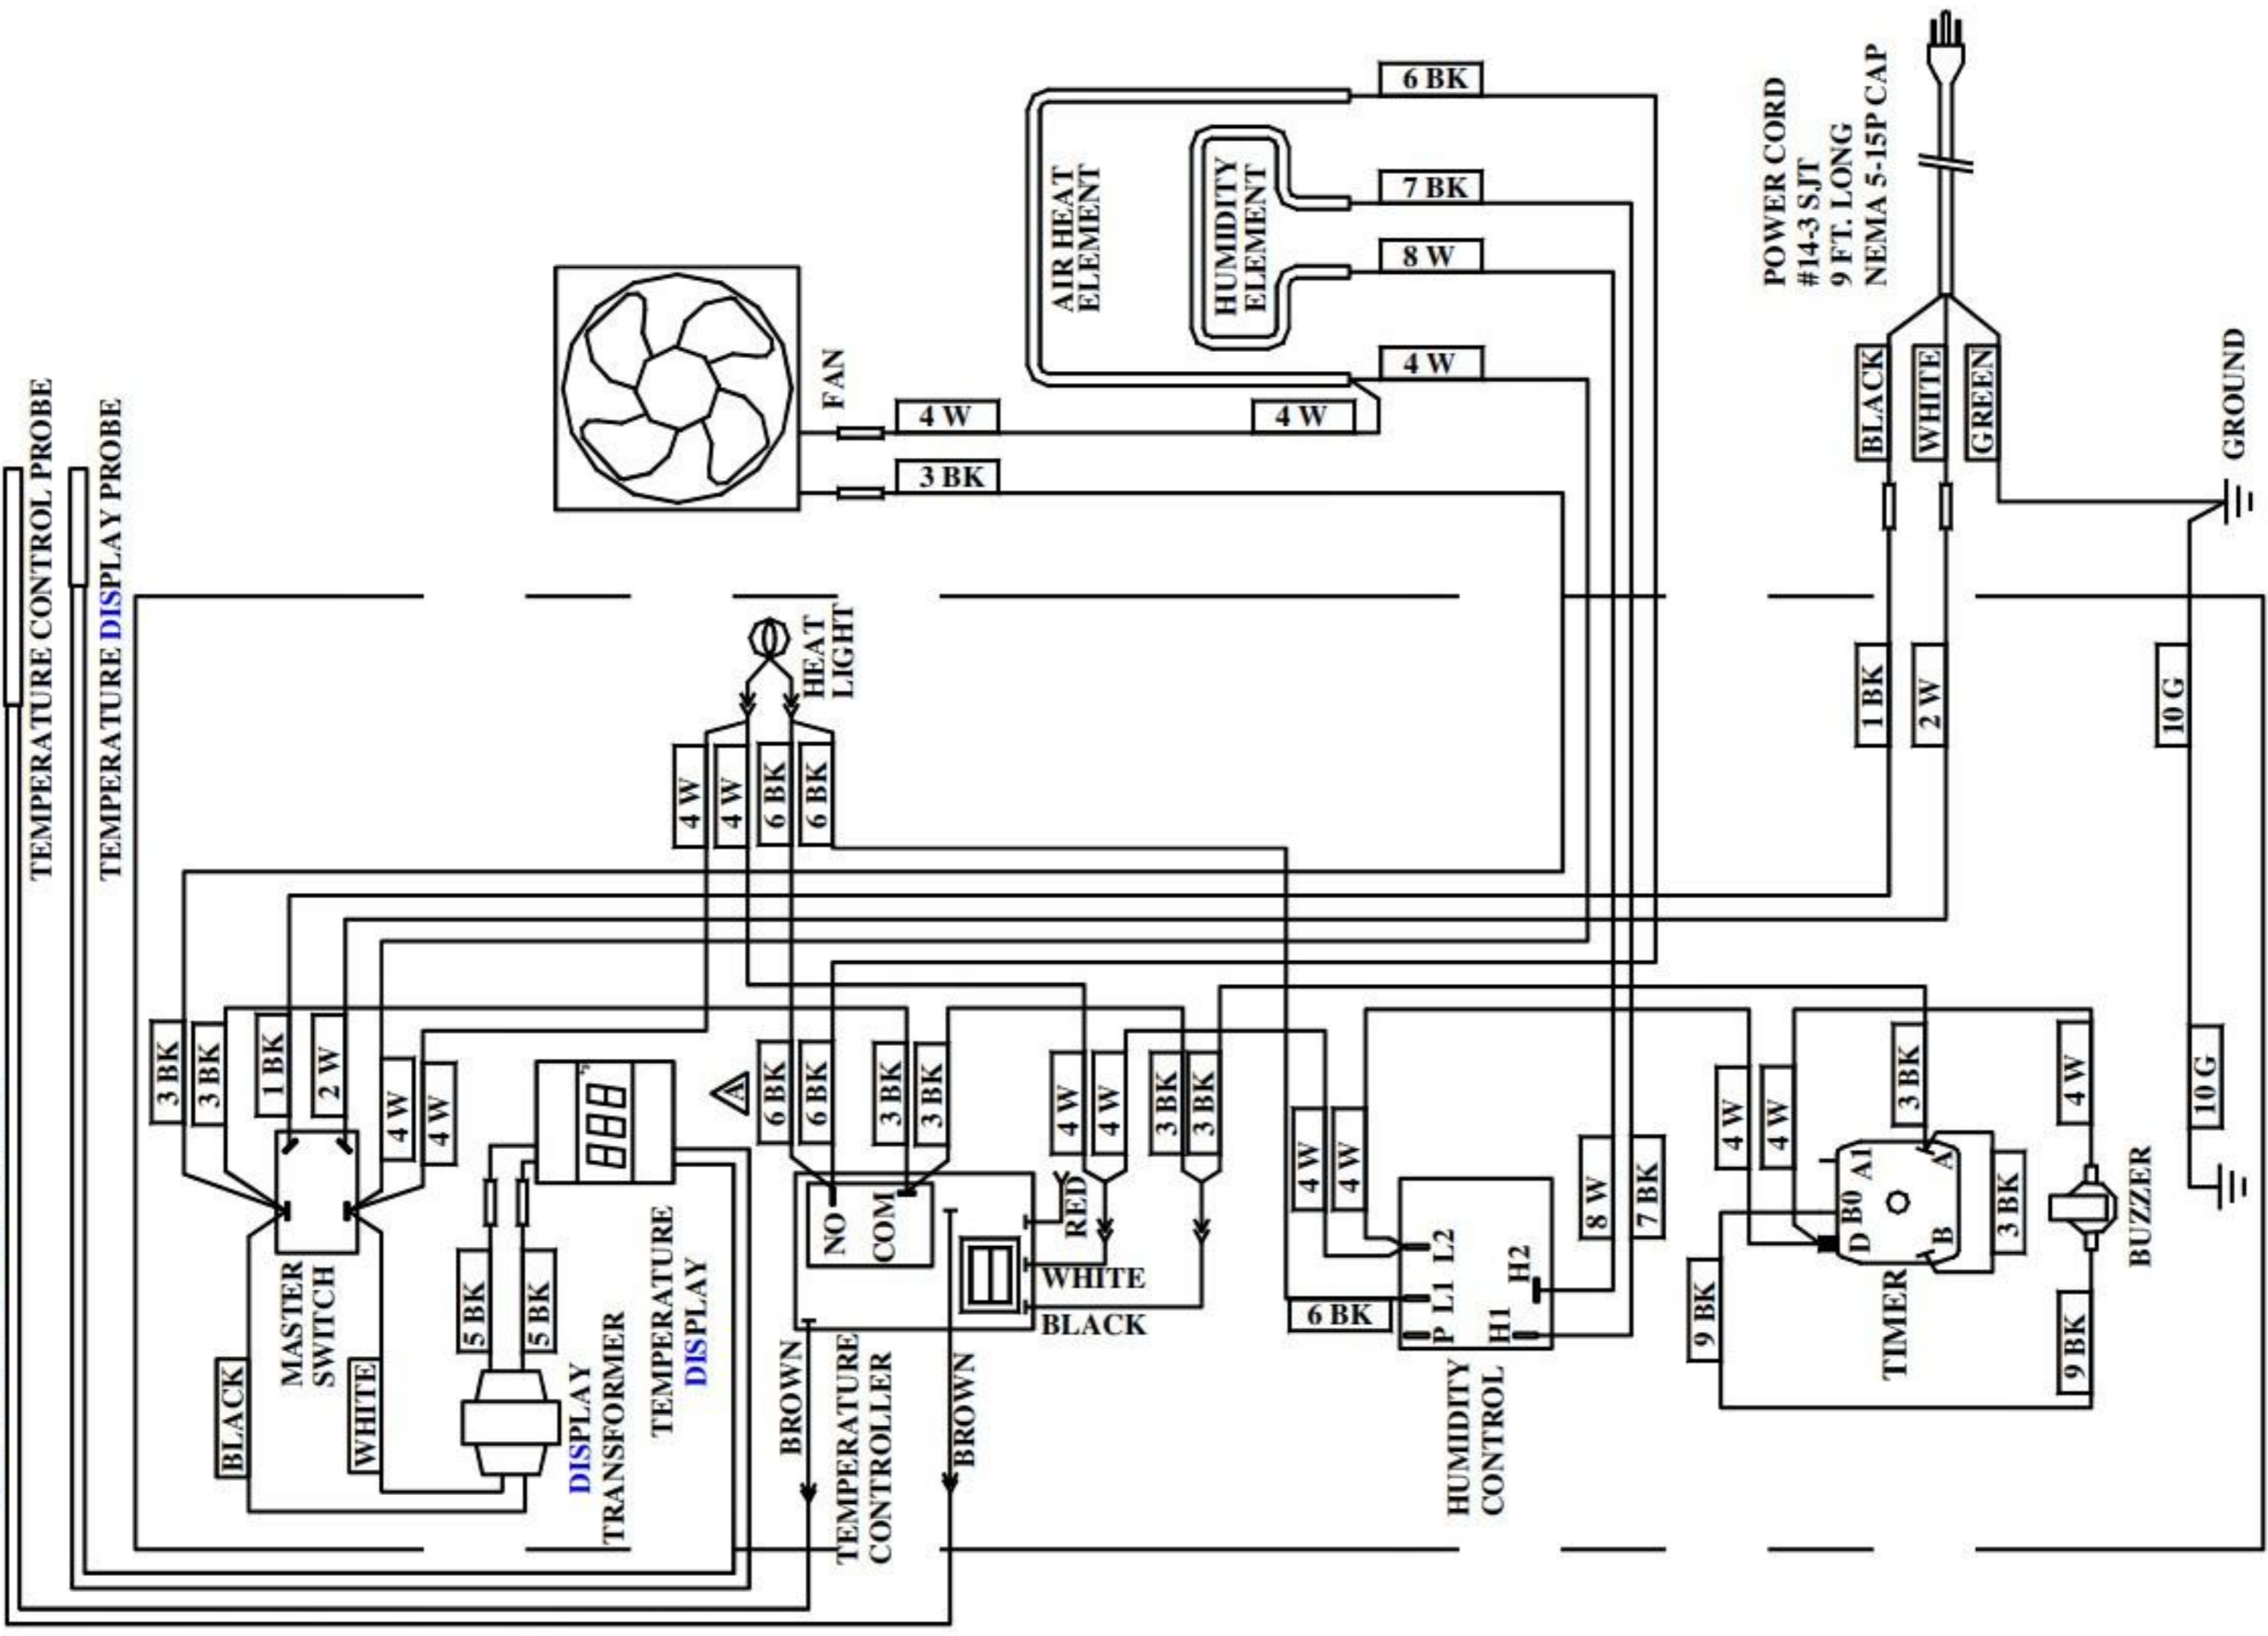 TEMPERATURE CONTROL PROBE
TEMPERATURE DISPLAY PROBE
FAN
4 W
3 BK
4 W
AIR HEAT
ELEMENT
HUMIDITY
ELEMENT
6 BK
7 BK
8 W
4 W
POWER CORD
#14-3 SJT
9 FT. LONG
NEMA 5-15P CAP
BLACK
WHITE
GREEN
GROUND
HEAT
LIGHT
4 W
4 W
6 BK
6 BK
1 BK
2 W
10 G
3 BK
3 BK
1 BK
2 W
4 W
4 W
888
A
6 BK
6 BK
3 BK
3 BK
4 W
4 W
3 BK
3 BK
4 W
4 W
8 W
7 BK
4 W
4 W
3 BK
4 W
10 G
MASTER
SWITCH
BLACK
WHITE
5 BK
5 BK
DISPLAY
TRANSFORMER
TEMPERATURE
DISPLAY
NO
COM
RED
WHITE
BLACK
BROWN
TEMPERATURE
CONTROLLER
BROWN
6 BK
P
L1
L2
H1
H2
HUMIDITY
CONTROL
D
B0
A1
B
A
3 BK
TIMER
9 BK
9 BK
BUZZER